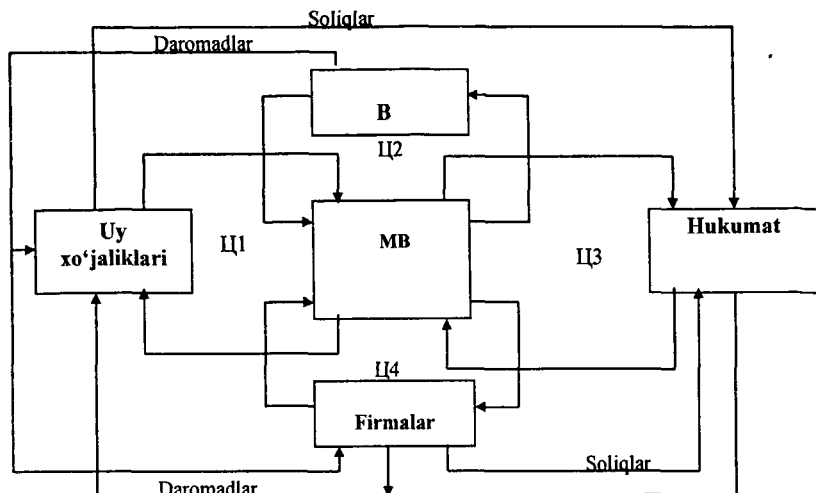 Soliqlar
Daromadlar
B
Ц2
Uy
xo‘jaliklari
Ц1
MB
Ц3
Hukumat
Ц4
Firmalar
Soliqlar
Daromadlar